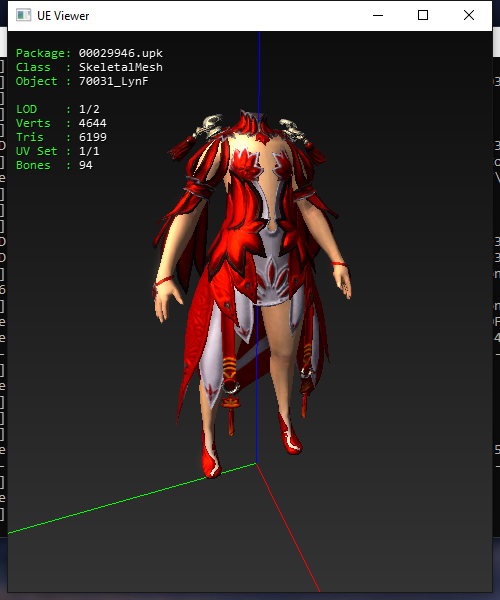 UE Viewer
Package: 00029946.upk
Class  : SkeletalMesh
Object : 70031_LynF
LOD    : 1/2
Verts  : 4644
Tris   : 6199
UV Set : 1/1
Bones  : 94